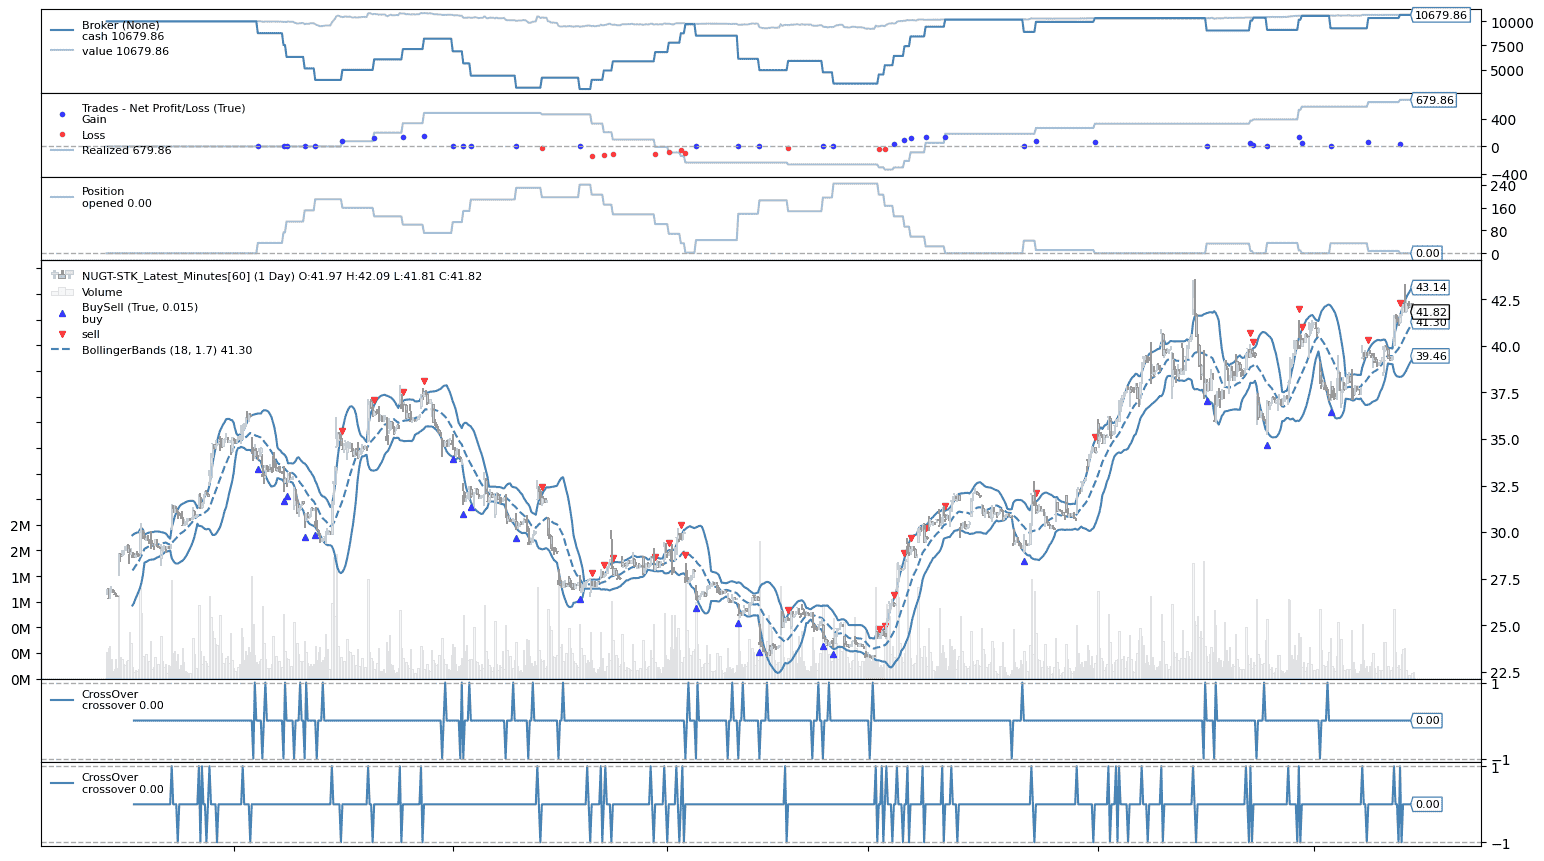 Broker (None)
cash 10679.86
value 10679.86
10679.86
10000
7500
5000
Trades - Net Profit/Loss (True)
Gain
Loss
Realized 679.86
679.86
400
0
−400
Position
opened 0.00
240
160
80
0
0.00
NUGT-STK_Latest_Minutes[60] (1 Day) O:41.97 H:42.09 L:41.81 C:41.82
Volume
BuySell (True, 0.015)
buy
sell
BollingerBands (18, 1.7) 41.30
43.14
42.5
41.82
41.30
40.0
39.46
37.5
35.0
32.5
30.0
27.5
25.0
22.5
2M
2M
1M
1M
0M
0M
0M
CrossOver
crossover 0.00
1
0.00
−1
CrossOver
crossover 0.00
1
0.00
−1